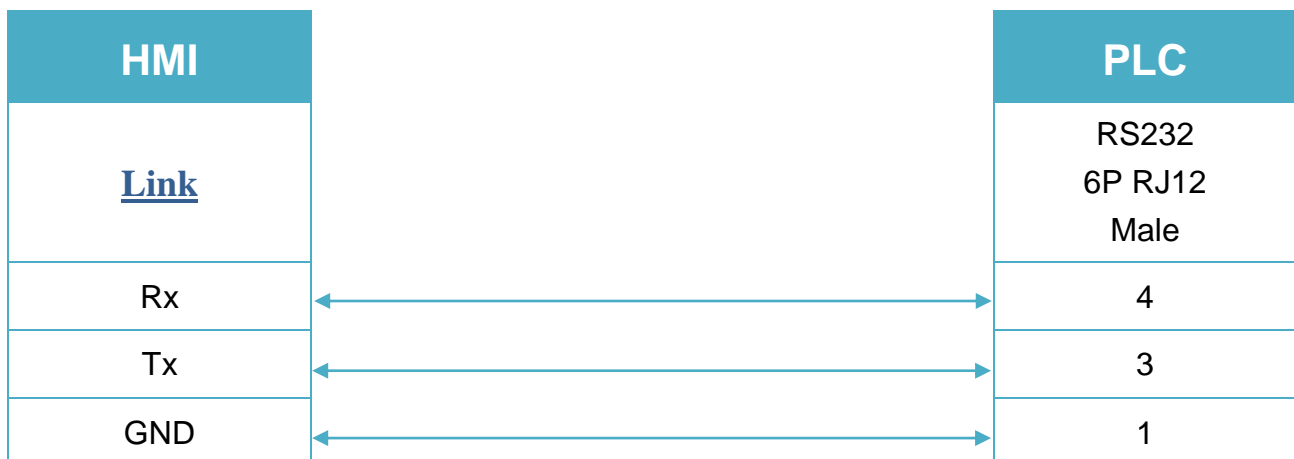 HMI PLC
Link
RS232
6P RJ12
Male
Rx 4
Tx 3
GND 1